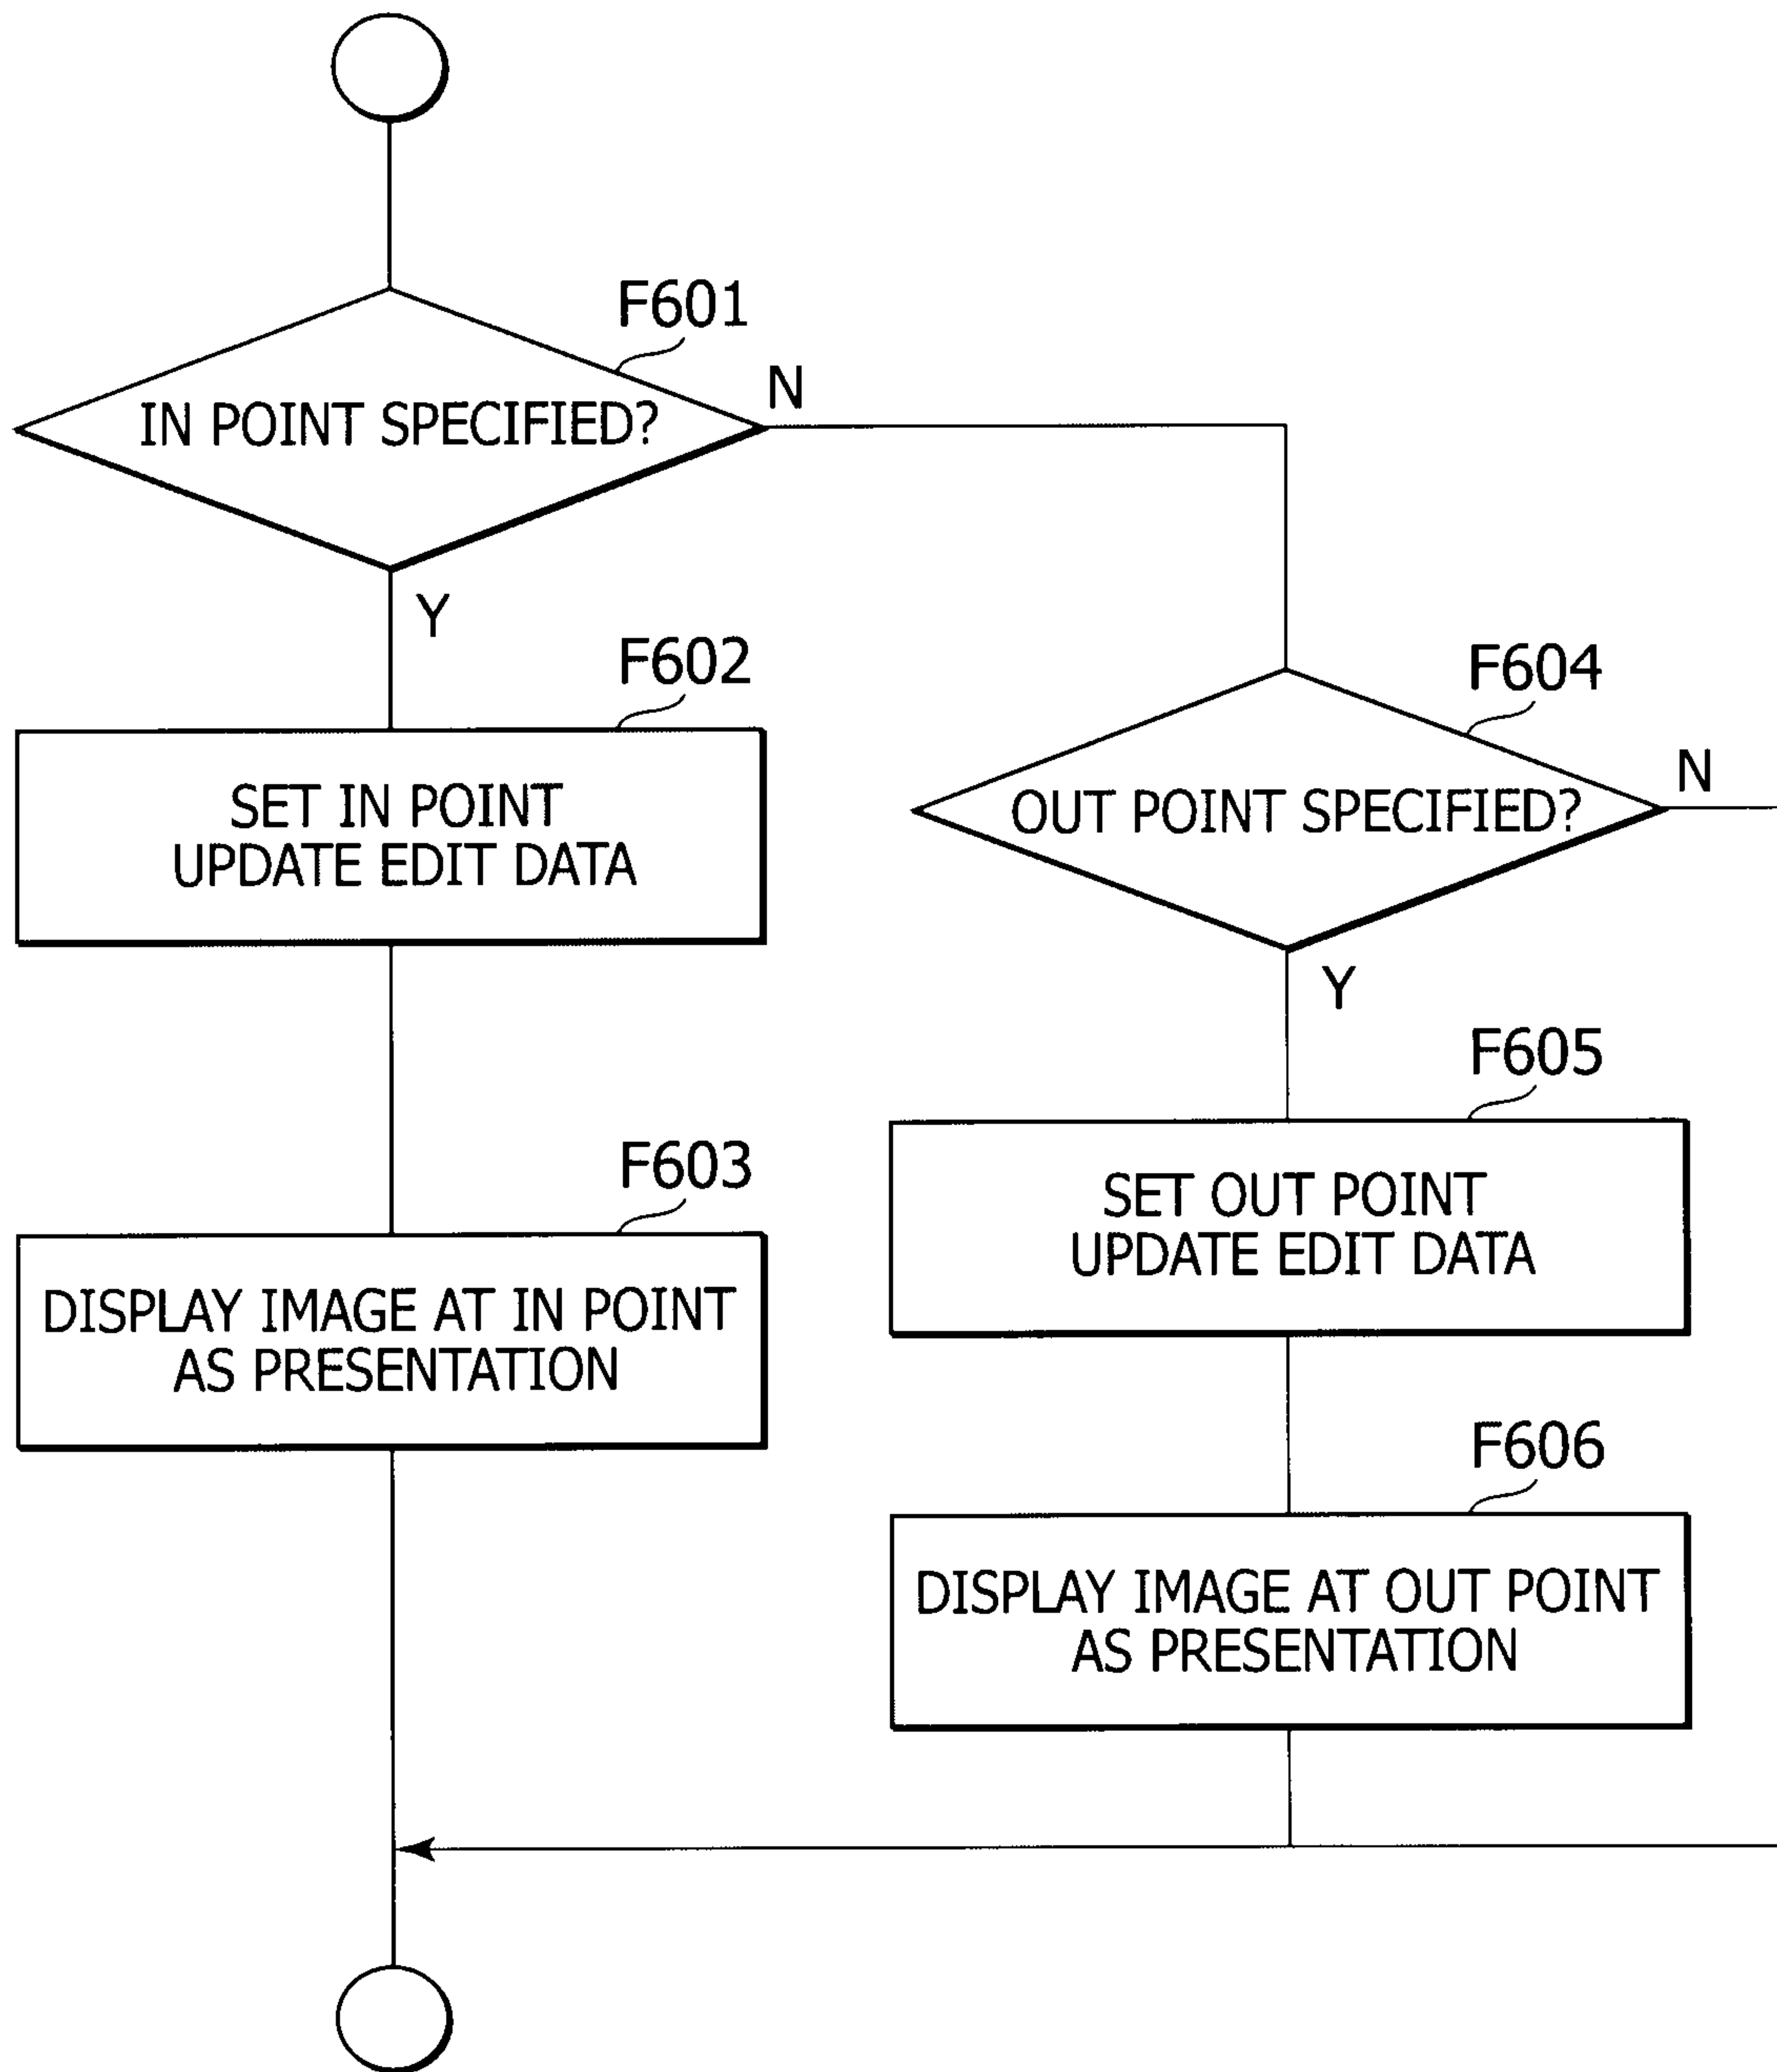 F601
IN POINT SPECIFIED?
N
Y
F602
SET IN POINT
UPDATE EDIT DATA
F603
DISPLAY IMAGE AT IN POINT
AS PRESENTATION
F604
OUT POINT SPECIFIED?
N
Y
F605
SET OUT POINT
UPDATE EDIT DATA
F606
DISPLAY IMAGE AT OUT POINT
AS PRESENTATION